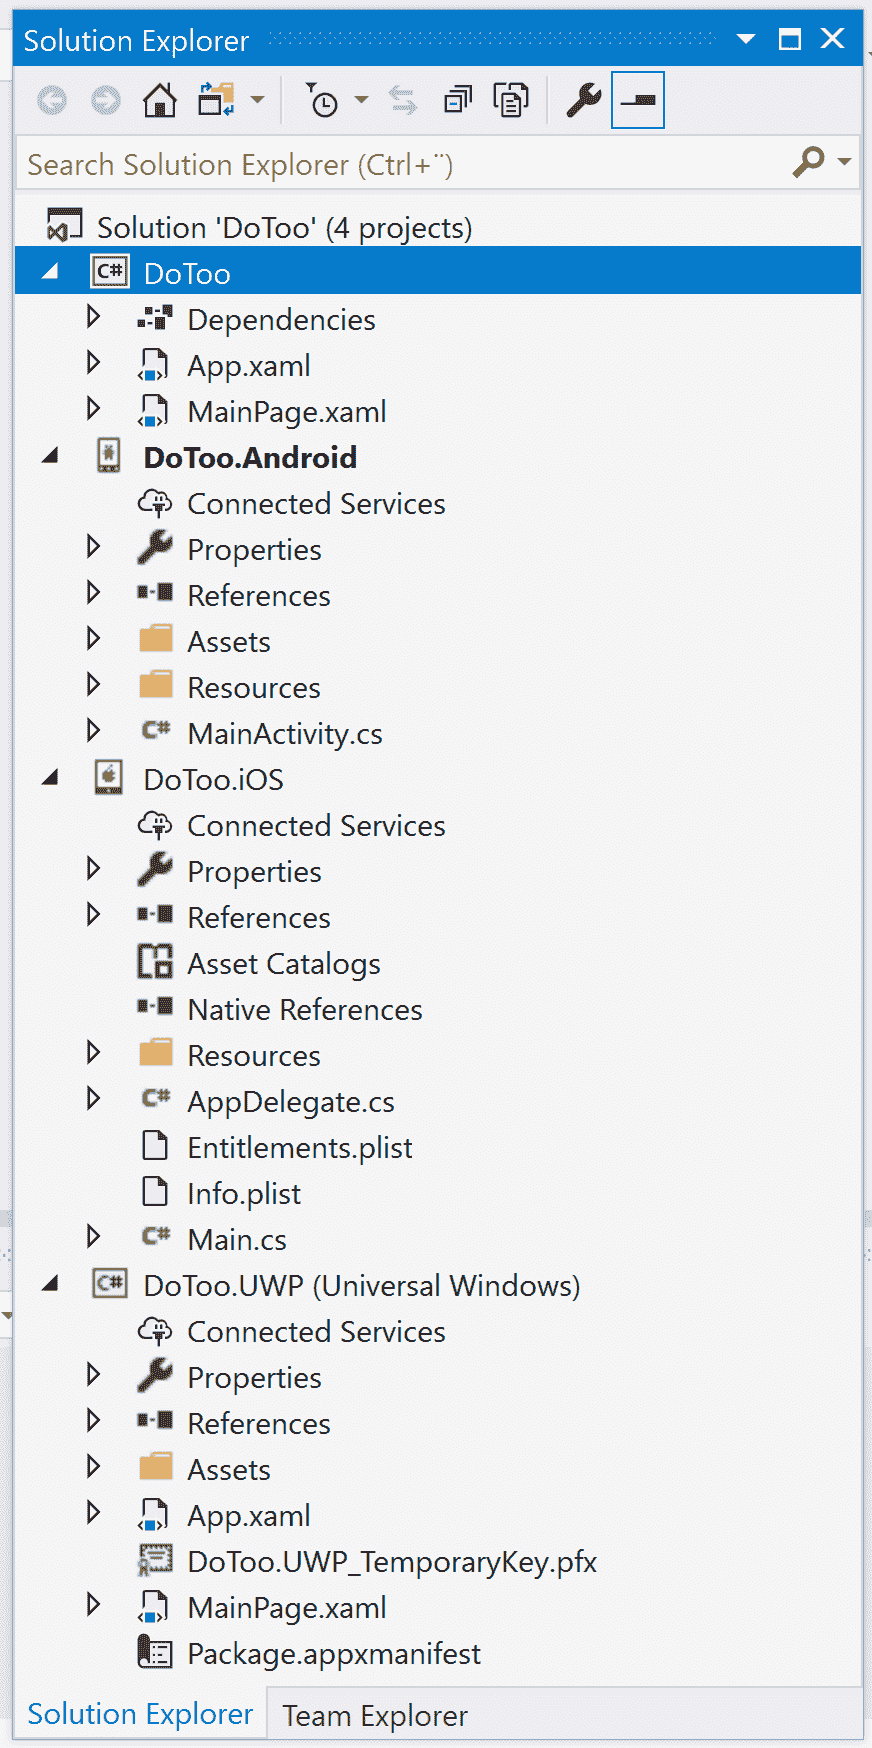 Solution Explorer
Search Solution Explorer (Ctrl+¨)
Solution 'DoToo' (4 projects)
C# DoToo
Dependencies
App.xaml
MainPage.xaml
DoToo.Android
Connected Services
Properties
References
Assets
Resources
C# MainActivity.cs
DoToo.iOS
Connected Services
Properties
References
Asset Catalogs
Native References
Resources
C# AppDelegate.cs
Entitlements.plist
Info.plist
C# Main.cs
C# DoToo.UWP (Universal Windows)
Connected Services
Properties
References
Assets
App.xaml
DoToo.UWP_TemporaryKey.pfx
MainPage.xaml
Package.appxmanifest
Solution Explorer Team Explorer